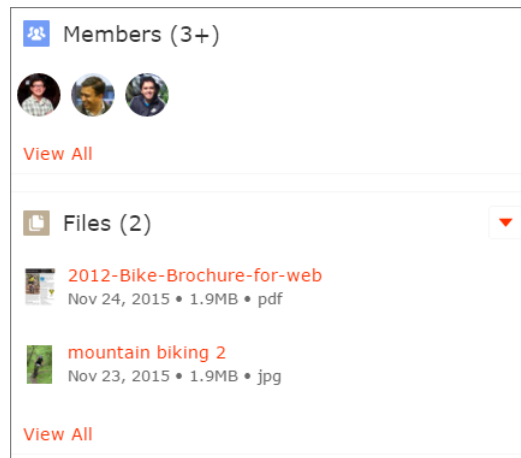 Members (3+)
View All
Files (2)
2012-Bike-Brochure-for-web
Nov 24, 2015 • 1.9MB • pdf
mountain biking 2
Nov 23, 2015 • 1.9MB • jpg
View All